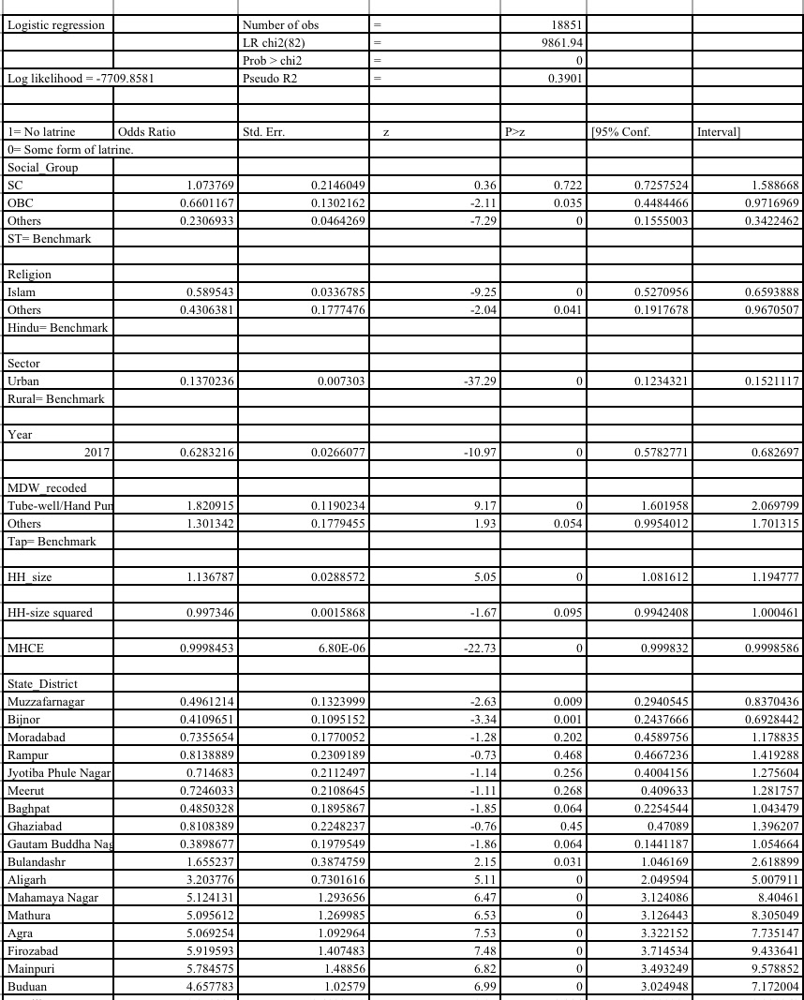 Logistic regression Number of obs = 18851
LR chi2(82) = 9861.94
Prob > chi2 = 0
Log likelihood = -7709.8581 Pseudo R2 = 0.3901
1= No latrine Odds Ratio Std. Err. z P>z [95% Conf. Interval]
0= Some form of latrine.
Social_Group
SC 1.073769 0.2146049 0.36 0.722 0.7257524 1.588668
OBC 0.6601167 0.1302162 -2.11 0.035 0.4484466 0.9716969
Others 0.2306933 0.0464269 -7.29 0 0.1555003 0.3422462
ST= Benchmark
Religion
Islam 0.589543 0.0336785 -9.25 0 0.5270956 0.6593888
Others 0.4306381 0.1777476 -2.04 0.041 0.1917678 0.9670507
Hindu= Benchmark
Sector
Urban 0.1370236 0.007303 -37.29 0 0.1234321 0.1521117
Rural= Benchmark
Year
2017 0.6283216 0.0266077 -10.97 0 0.5782771 0.682697
MDW_recoded
Tube-well/Hand Pun 1.820915 0.1190234 9.17 0 1.601958 2.069799
Others 1.301342 0.1779455 1.93 0.054 0.9954012 1.701315
Tap= Benchmark
HH_size 1.136787 0.0288572 5.05 0 1.081612 1.194777
HH-size squared 0.997346 0.0015868 -1.67 0.095 0.9942408 1.000461
MHCE 0.9998453 6.80E-06 -22.73 0 0.999832 0.9998586
State_District
Muzzafarnagar 0.4961214 0.1323999 -2.63 0.009 0.2940545 0.8370436
Bijnor 0.4109651 0.1095152 -3.34 0.001 0.2437666 0.6928442
Moradabad 0.7355654 0.1770052 -1.28 0.202 0.4589756 1.178835
Rampur 0.8138889 0.2309189 -0.73 0.468 0.4667236 1.419288
Jyotiba Phule Nagar 0.714683 0.2112497 -1.14 0.256 0.4004156 1.275604
Meerut 0.7246033 0.2108645 -1.11 0.268 0.409633 1.281757
Baghpat 0.4850328 0.1895867 -1.85 0.064 0.2254544 1.043479
Ghaziabad 0.8108389 0.2248237 -0.76 0.45 0.47089 1.396207
Gautam Buddha Nag 0.3898677 0.1979549 -1.86 0.064 0.1441187 1.054664
Bulandashr 1.655237 0.3874759 2.15 0.031 1.046169 2.618899
Aligarh 3.203776 0.7301616 5.11 0 2.049594 5.007911
Mahamaya Nagar 5.124131 1.293656 6.47 0 3.124086 8.40461
Mathura 5.095612 1.269985 6.53 0 3.126443 8.305049
Agra 5.069254 1.092964 7.53 0 3.322152 7.735147
Firozabad 5.919593 1.407483 7.48 0 3.714534 9.433641
Mainpuri 5.784575 1.48856 6.82 0 3.493249 9.578852
Buduan 4.657783 1.02579 6.99 0 3.024948 7.172004